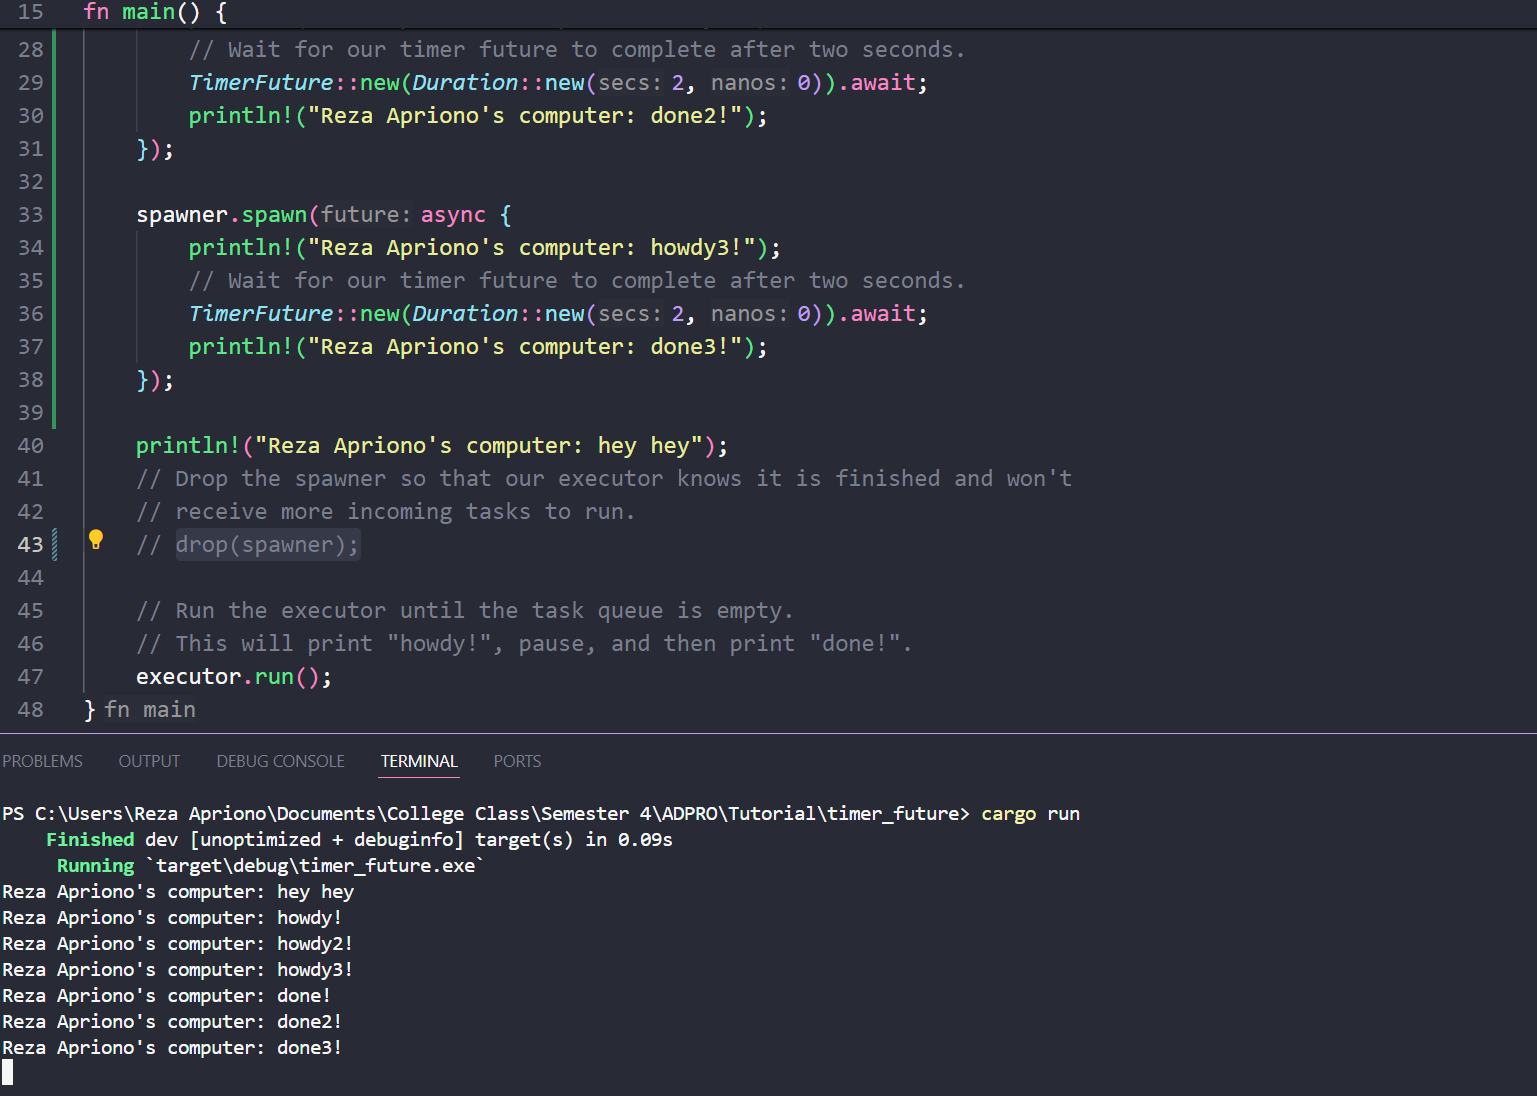 15 fn main() {
28 // Wait for our timer future to complete after two seconds.
29 TimerFuture::new(Duration::new(secs: 2, nanos: 0)).await;
30 println!("Reza Apriono's computer: done2!");
31 });
32
33 spawner.spawn(future: async {
34 println!("Reza Apriono's computer: howdy3!");
35 // Wait for our timer future to complete after two seconds.
36 TimerFuture::new(Duration::new(secs: 2, nanos: 0)).await;
37 println!("Reza Apriono's computer: done3!");
38 });
39
40 println!("Reza Apriono's computer: hey hey");
41 // Drop the spawner so that our executor knows it is finished and won't
42 // receive more incoming tasks to run.
43 // drop(spawner);
44
45 // Run the executor until the task queue is empty.
46 // This will print "howdy!", pause, and then print "done!".
47 executor.run();
48 } fn main
PROBLEMS OUTPUT DEBUG CONSOLE TERMINAL PORTS
PS C:\Users\Reza Apriono\Documents\College Class\Semester 4\ADPRO\Tutorial\timer_future> cargo run
Finished dev [unoptimized + debuginfo] target(s) in 0.09s
Running `target\debug\timer_future.exe`
Reza Apriono's computer: hey hey
Reza Apriono's computer: howdy!
Reza Apriono's computer: howdy2!
Reza Apriono's computer: howdy3!
Reza Apriono's computer: done!
Reza Apriono's computer: done2!
Reza Apriono's computer: done3!